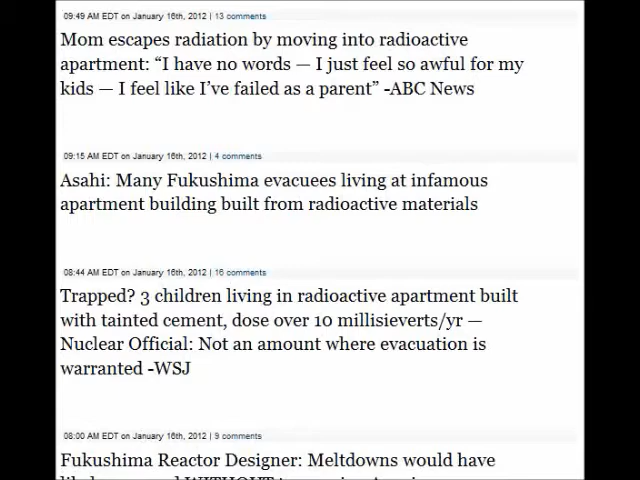 09:49 AM EDT on January 16th, 2012 | 13 comments
Mom escapes radiation by moving into radioactive
apartment: “I have no words — I just feel so awful for my
kids — I feel like I’ve failed as a parent” -ABC News
09:15 AM EDT on January 16th, 2012 | 4 comments
Asahi: Many Fukushima evacuees living at infamous
apartment building built from radioactive materials
08:44 AM EDT on January 16th, 2012 | 16 comments
Trapped? 3 children living in radioactive apartment built
with tainted cement, dose over 10 millisieverts/yr —
Nuclear Official: Not an amount where evacuation is
warranted -WSJ
08:00 AM EDT on January 16th, 2012 | 9 comments
Fukushima Reactor Designer: Meltdowns would have
WITHOUT